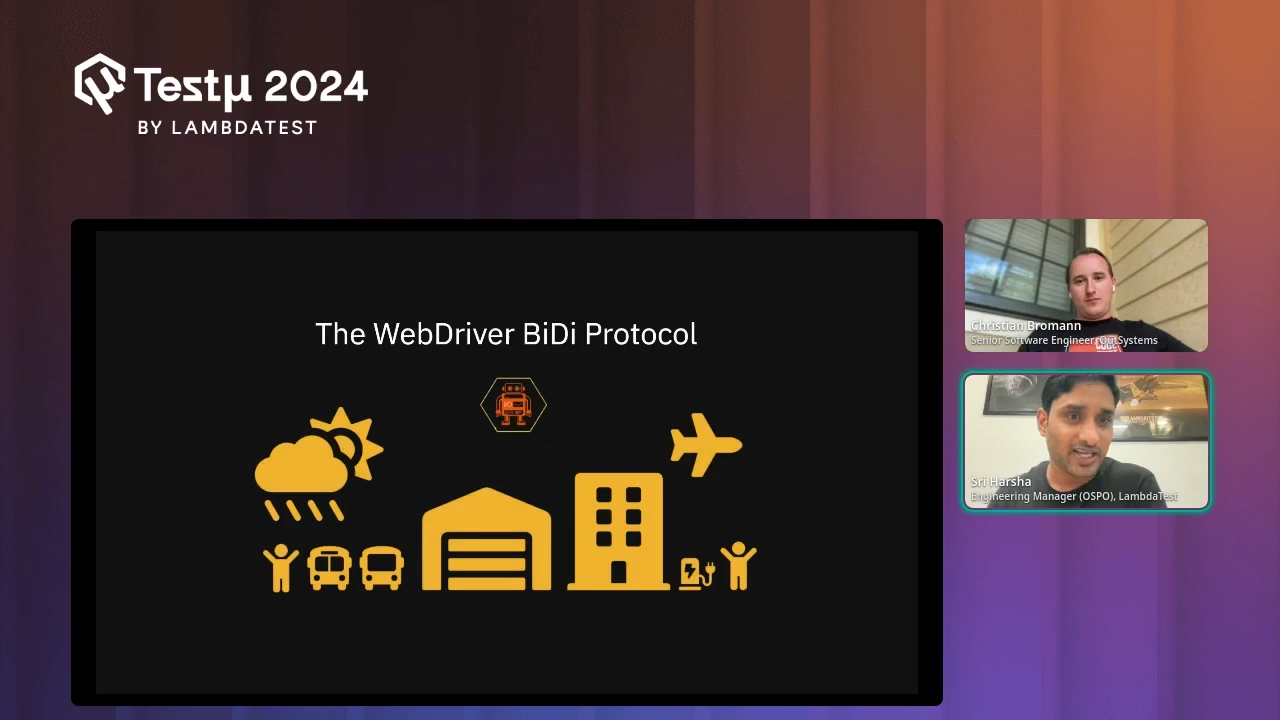 Testμ 2024
BY LAMBDATEST
The WebDriver BiDi Protocol
Christian Bromann
Senior Software Engineer, OutSystems
Sri Harsha
Engineering Manager (OSPO), LambdaTest